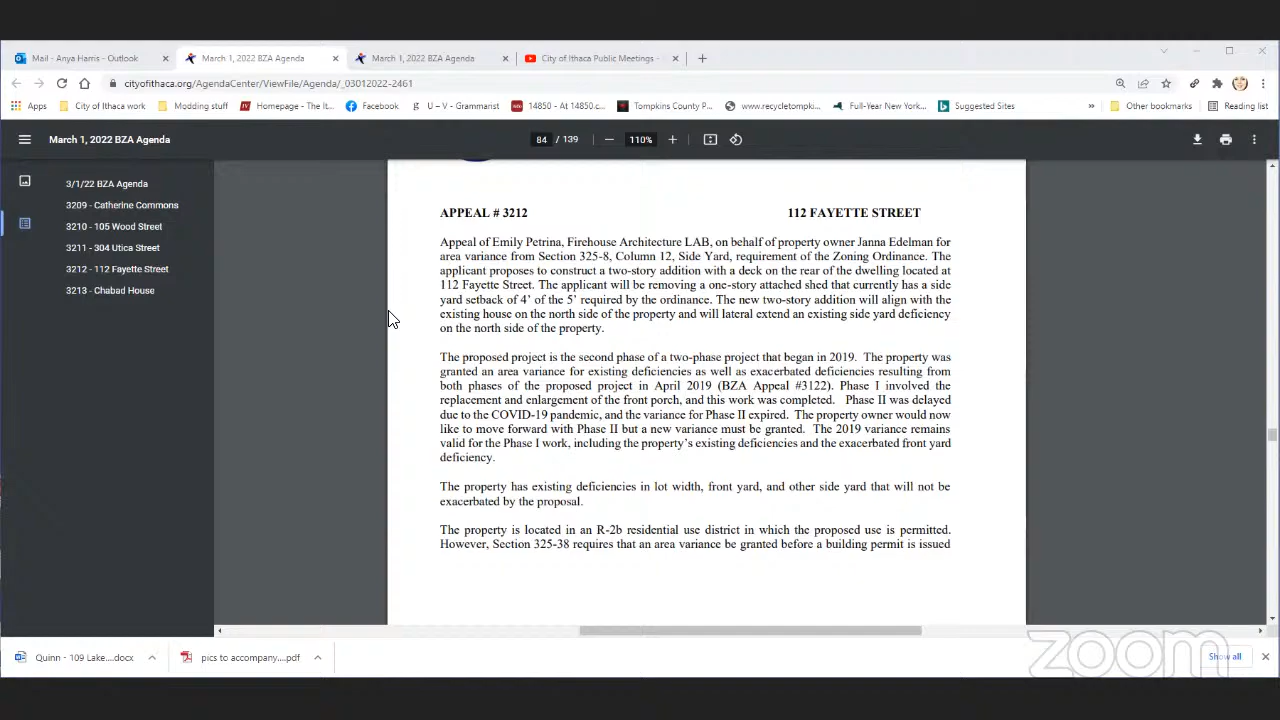 Mail - Anya Harris - Outlook
March 1, 2022 BZA Agenda
March 1, 2022 BZA Agenda
City of Ithaca Public Meetings -
cityofithaca.org/AgendaCenter/ViewFile/Agenda/_03012022-2461
Apps
City of Ithaca work
Modding stuff
Homepage - The It...
Facebook
U – V - Grammarist
14850 - At 14850.c...
Tompkins County P...
www.recycletompki...
Full-Year New York...
Suggested Sites
»
Other bookmarks
Reading list
March 1, 2022 BZA Agenda
84 / 139
110%
3/1/22 BZA Agenda
3209 - Catherine Commons
3210 - 105 Wood Street
3211 - 304 Utica Street
3212 - 112 Fayette Street
3213 - Chabad House
APPEAL # 3212 112 FAYETTE STREET
Appeal of Emily Petrina, Firehouse Architecture LAB, on behalf of property owner Janna Edelman for
area variance from Section 325-8, Column 12, Side Yard, requirement of the Zoning Ordinance. The
applicant proposes to construct a two-story addition with a deck on the rear of the dwelling located at
112 Fayette Street. The applicant will be removing a one-story attached shed that currently has a side
yard setback of 4’ of the 5’ required by the ordinance. The new two-story addition will align with the
existing house on the north side of the property and will lateral extend an existing side yard deficiency
on the north side of the property.
The proposed project is the second phase of a two-phase project that began in 2019. The property was
granted an area variance for existing deficiencies as well as exacerbated deficiencies resulting from
both phases of the proposed project in April 2019 (BZA Appeal #3122). Phase I involved the
replacement and enlargement of the front porch, and this work was completed. Phase II was delayed
due to the COVID-19 pandemic, and the variance for Phase II expired. The property owner would now
like to move forward with Phase II but a new variance must be granted. The 2019 variance remains
valid for the Phase I work, including the property’s existing deficiencies and the exacerbated front yard
deficiency.
The property has existing deficiencies in lot width, front yard, and other side yard that will not be
exacerbated by the proposal.
The property is located in an R-2b residential use district in which the proposed use is permitted.
However, Section 325-38 requires that an area variance be granted before a building permit is issued
Quinn - 109 Lake....docx
pics to accompany....pdf
Show all
zoom